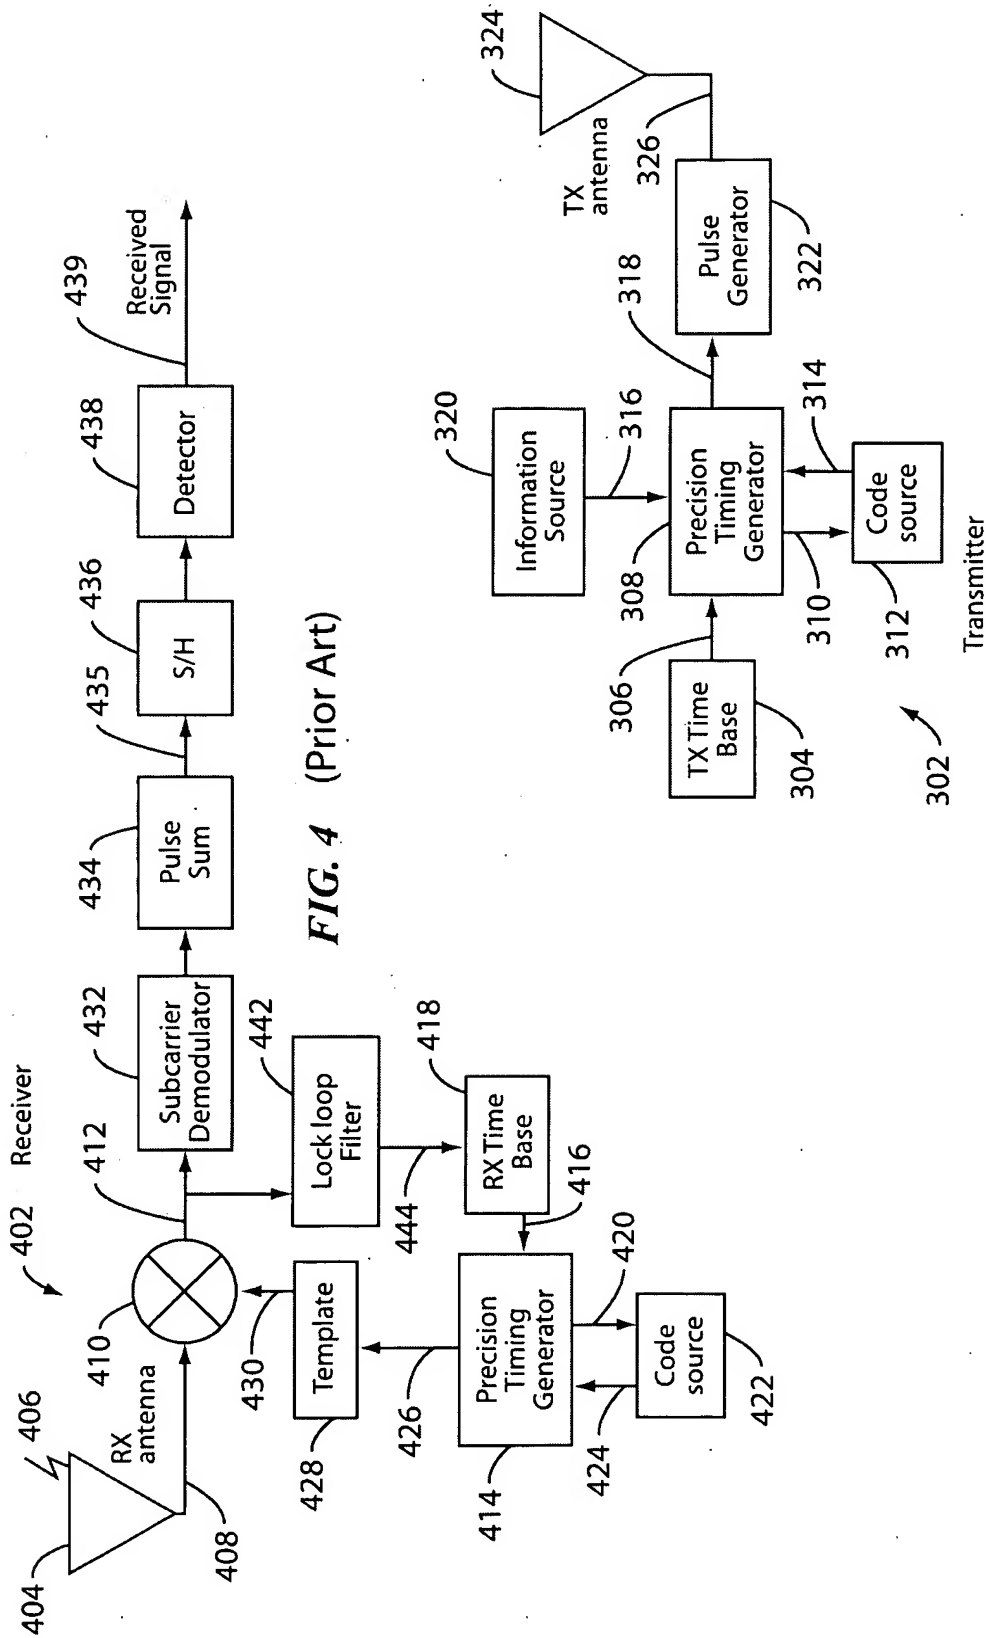 402 Receiver
404
406
RX
antenna
408
410
412
432
Subcarrier
Demodulator
434
Pulse
Sum
435
436
S/H
438
Detector
439
Received
Signal
442
Lock loop
Filter
444
418
RX Time
Base
416
430
Template
428
426
Precision
Timing
Generator
414
420
424
Code
source
422
FIG. 4 (Prior Art)
320
Information
Source
316
TX
antenna
324
326
318
Pulse
Generator
322
308
Precision
Timing
Generator
306
TX Time
Base
304
310
314
Code
source
312
302
Transmitter